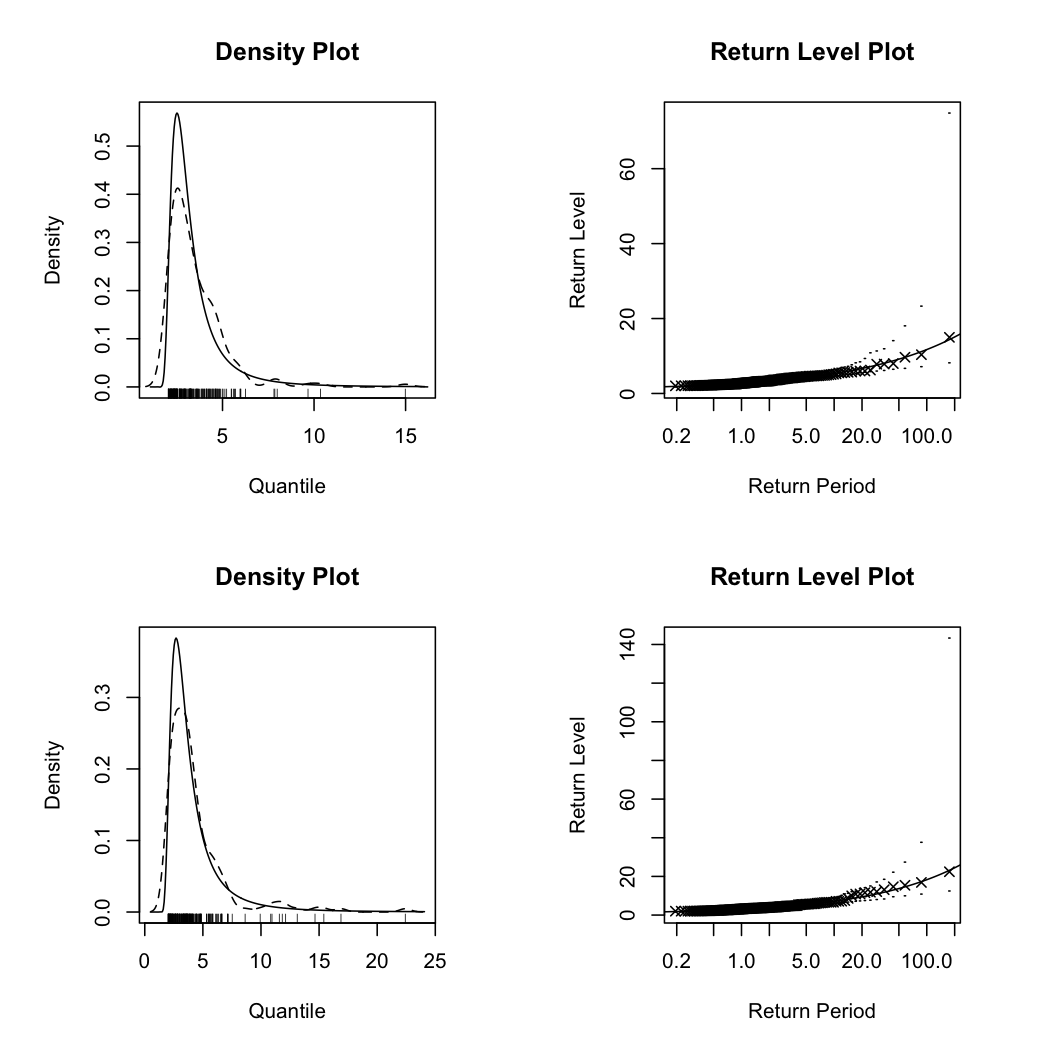 Density Plot
Density
0.0 0.1 0.2 0.3 0.4 0.5
5 10 15
Quantile
Return Level Plot
Return Level
0 20 40 60
0.2 1.0 5.0 20.0 100.0
Return Period
Density Plot
Density
0.0 0.1 0.2 0.3
0 5 10 15 20 25
Quantile
Return Level Plot
Return Level
0 20 60 100 140
0.2 1.0 5.0 20.0 100.0
Return Period